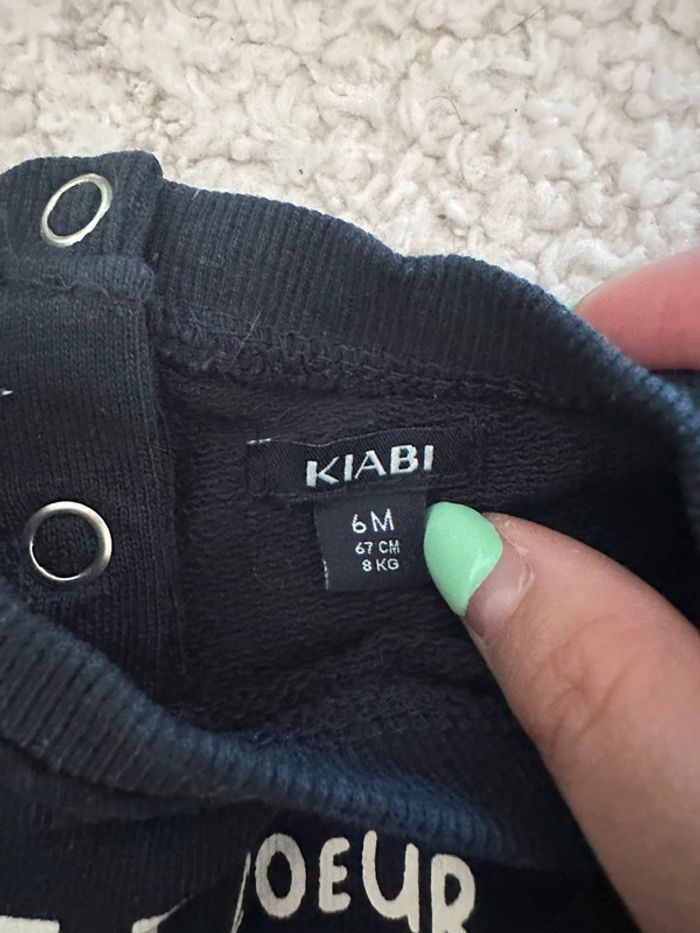 KIABI
6M
67 CM
8 KG
OEUR